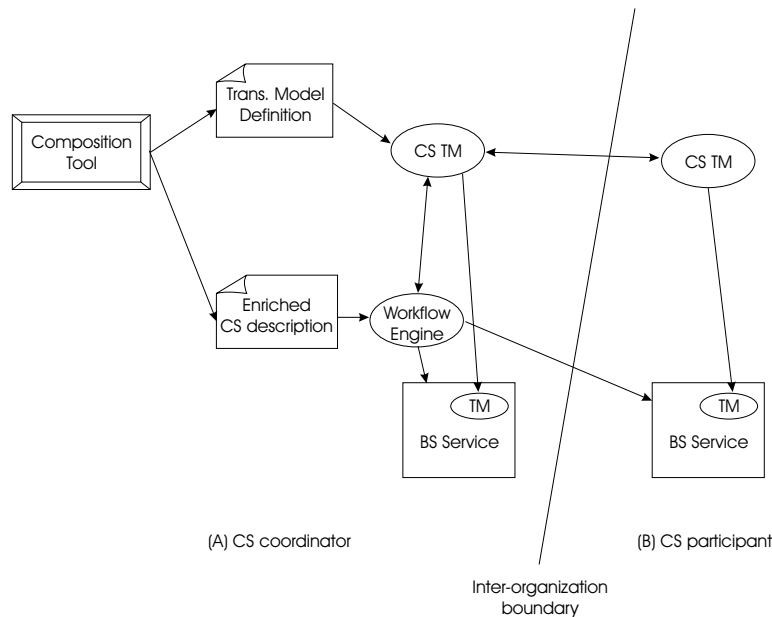 Trans. Model
Definition
Composition
Tool
CS TM
CS TM
Enriched
CS description
Workflow
Engine
TM
BS Service
TM
BS Service
(A) CS coordinator
(B) CS participant
Inter-organization
boundary